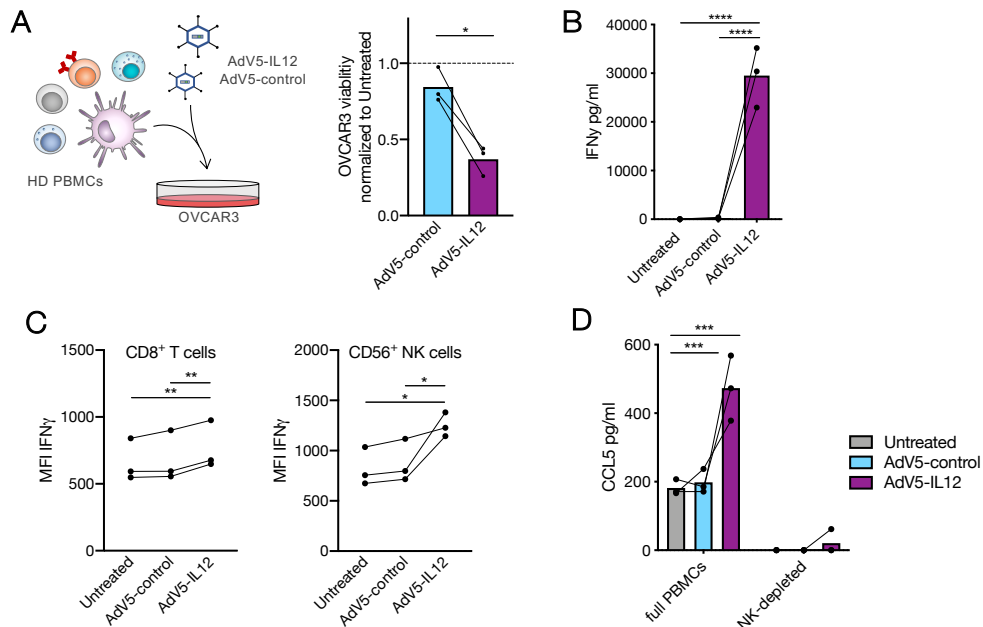 A
HD PBMCs
AdV5-IL12
AdV5-control
OVCAR3
OVCAR3 viability
normalized to Untreated
1.0
0.5
0.0
*
AdV5-control
AdV5-IL12
B
IFNγ pg/ml
40000
30000
20000
10000
0
****
****
Untreated
AdV5-control
AdV5-IL12
C
CD8+ T cells
MFI IFNγ
1500
1000
500
0
**
**
Untreated
AdV5-control
AdV5-IL12
CD56+ NK cells
MFI IFNγ
2000
1500
1000
500
0
*
*
Untreated
AdV5-control
AdV5-IL12
D
CCL5 pg/ml
600
400
200
0
***
***
full PBMCs
NK-depleted
Untreated
AdV5-control
AdV5-IL12